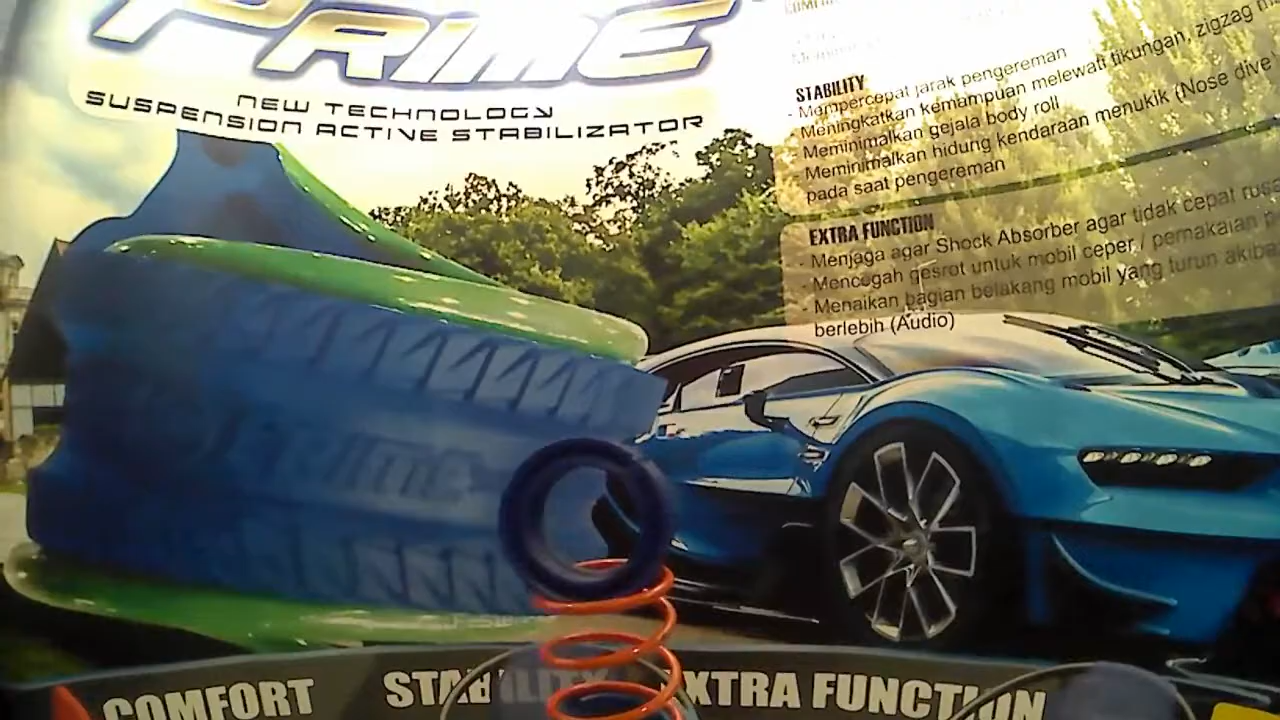 PRIME
NEW TECHNOLOGY
SUSPENSION ACTIVE STABILIZATOR
STABILITY
- Mempercepat jarak pengereman
- Meningkatkan kemampuan melewati tikungan, zigzag
- Meminimalkan gejala body roll
- Meminimalkan hidung kendaraan menukik (Nose dive)
pada saat pengereman
EXTRA FUNCTION
- Menjaga agar Shock Absorber agar tidak cepat
- Mencegah gesrot untuk mobil ceper / pemakaian
- Menaikan bagian belakang mobil yang turun
berlebih (Audio)
Prime
COMFORT STABILITY EXTRA FUNCTION